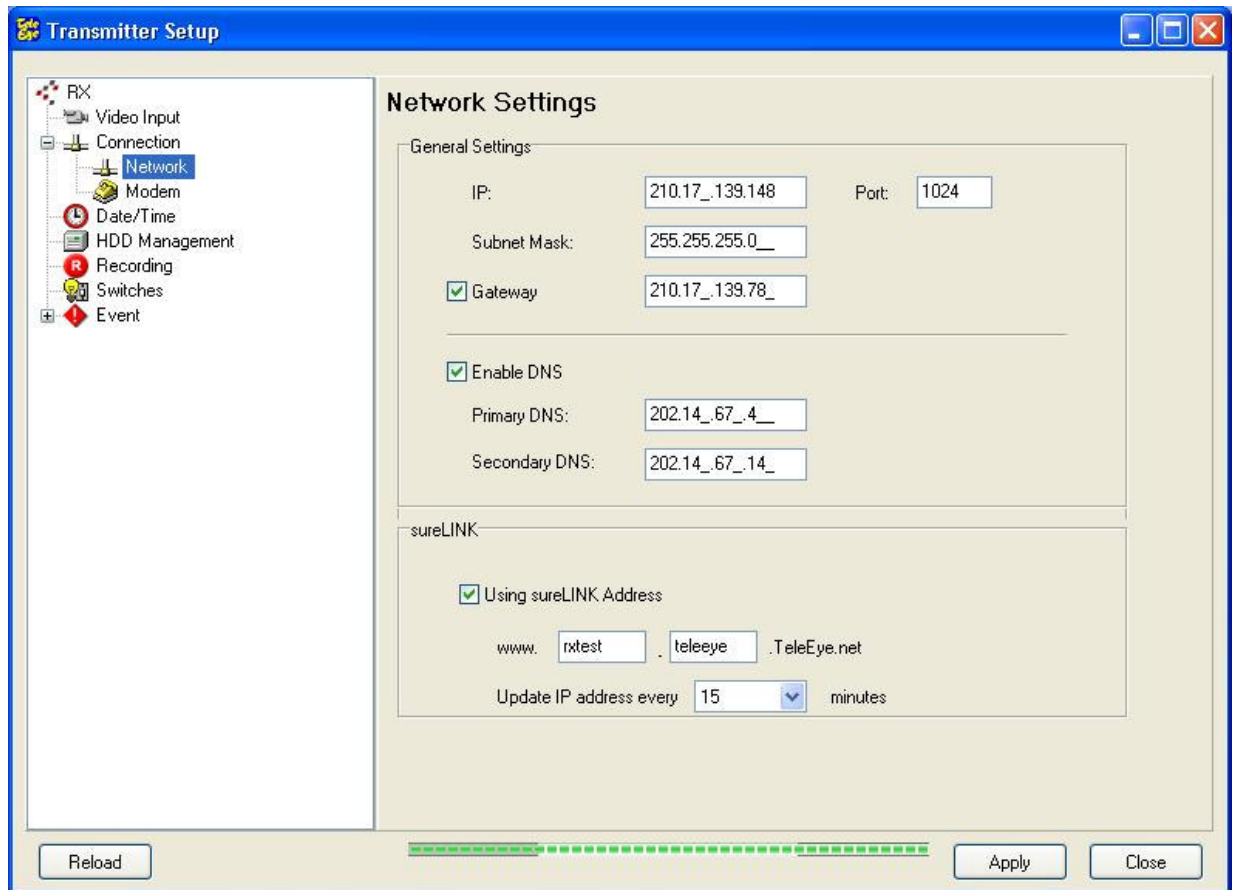 Tele Eye Transmitter Setup
RX
Video Input
Connection
Network
Modem
Date/Time
HDD Management
R Recording
Switches
Event
Network Settings
General Settings
IP: 210.17_.139.148 Port: 1024
Subnet Mask: 255.255.255.0__
Gateway 210.17_.139.78_
Enable DNS
Primary DNS: 202.14_.67_.4__
Secondary DNS: 202.14_.67_.14_
sureLINK
Using sureLINK Address
www. rxtest . teleeye .TeleEye.net
Update IP address every 15 minutes
Reload Apply Close